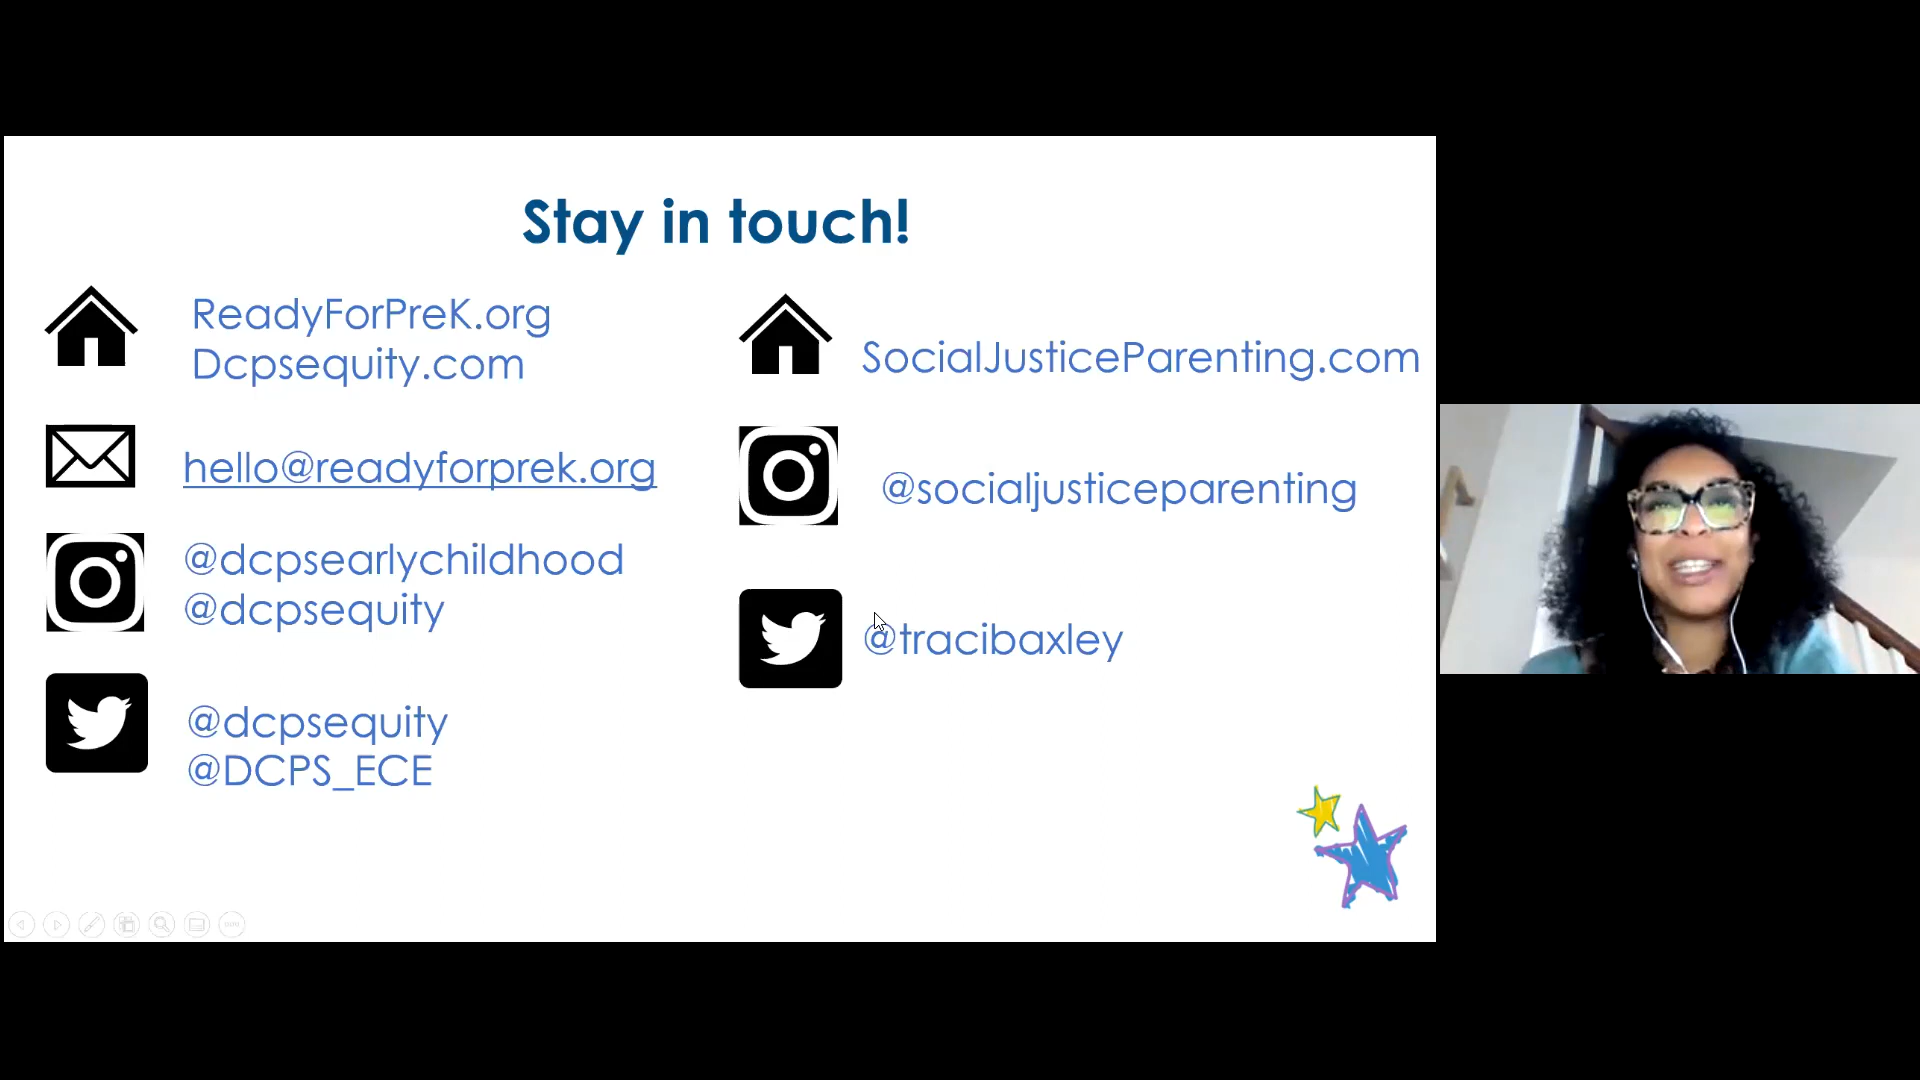 Stay in touch!
ReadyForPreK.org
Dcpsequity.com
hello@readyforprek.org
@dcpsearlychildhood
@dcpsequity
@dcpsequity
@DCPS_ECE
SocialJusticeParenting.com
@socialjusticeparenting
@tracibaxley